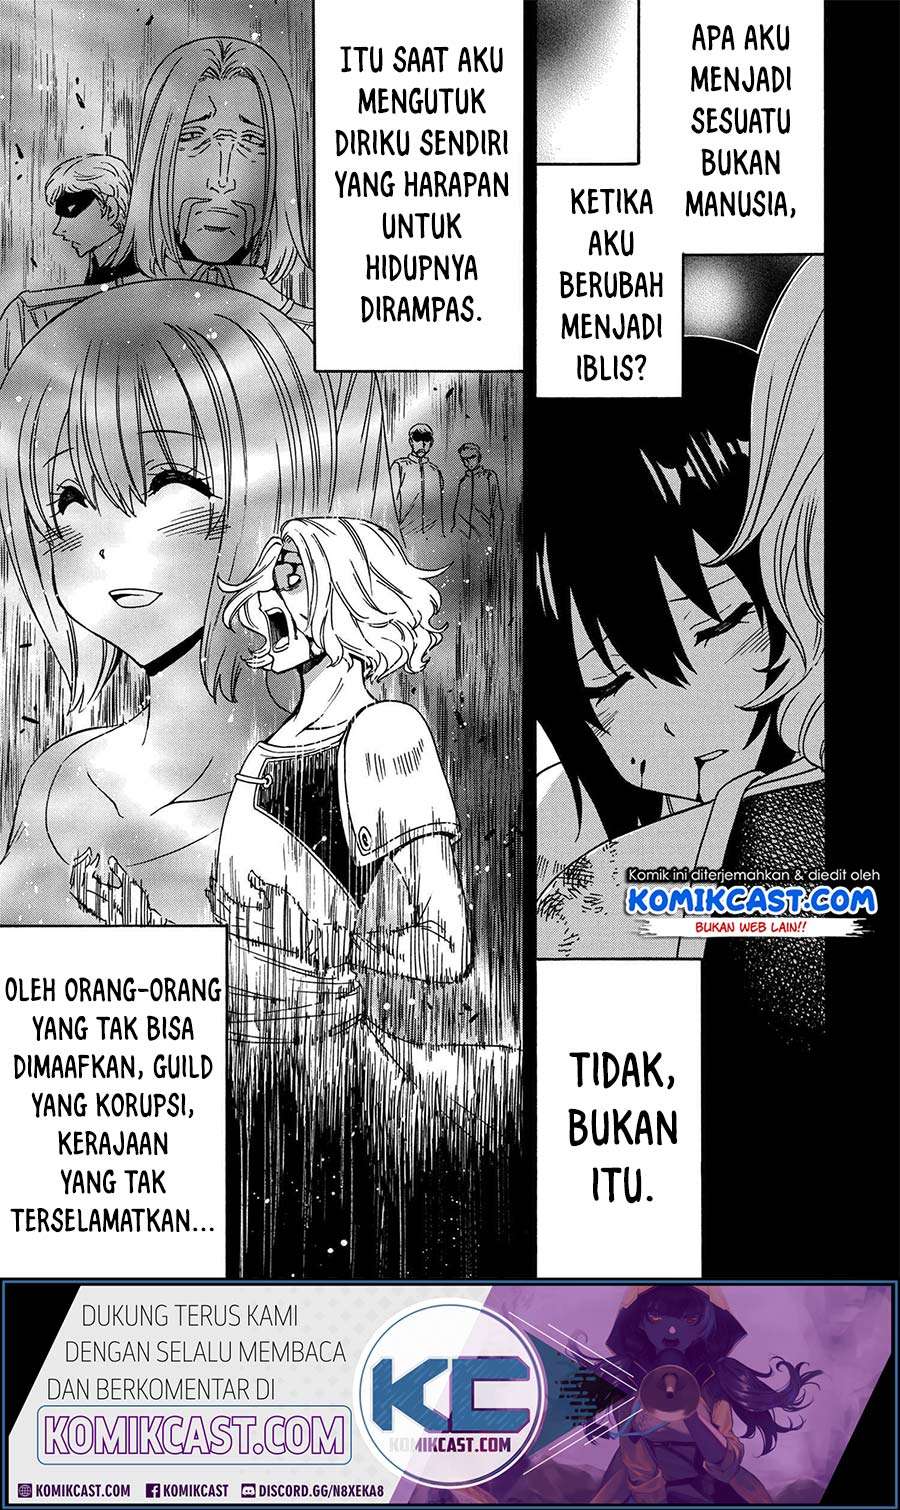 APA AKU
MENJADI
SESUATU
BUKAN
MANUSIA,
KETIKA
AKU
BERUBAH
MENJADI
IBLIS?
TIDAK,
BUKAN
ITU.
ITU SAAT AKU
MENGUTUK
DIRIKU SENDIRI
YANG HARAPAN
UNTUK
HIDUPNYA
DIRAMPAS.
OLEH ORANG-ORANG
YANG TAK BISA
DIMAAFKAN, GUILD
YANG KORUPSI,
KERAJAAN
YANG TAK
TERSELAMATKAN...
Komik ini diterjemahkan & diedit oleh
KOMIKCAST.COM
BUKAN WEB LAIN!!
DUKUNG TERUS KAMI
DENGAN SELALU MEMBACA
DAN BERKOMENTAR DI
KOMIKCAST.COM
KOMIKCAST.COM
KOMIKCAST
DISCORD.GG/N8XEKA8
KC
KOMIKCAST.COM